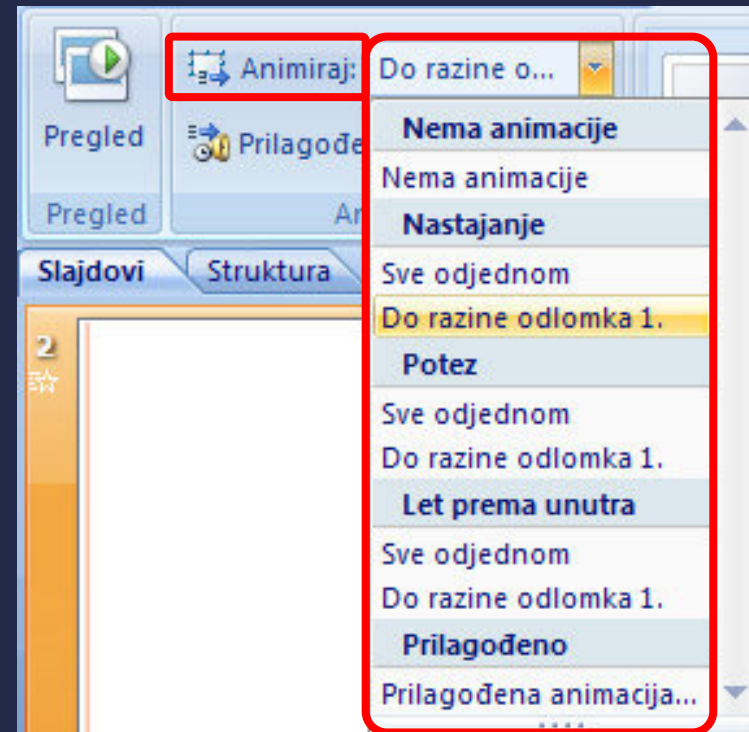 Animiraj: Do razine o...
Pregled
Prilagođe
Pregled
An
Slajdovi Struktura
2
Nema animacije
Nema animacije
Nastajanje
Sve odjednom
Do razine odlomka 1.
Potez
Sve odjednom
Do razine odlomka 1.
Let prema unutra
Sve odjednom
Do razine odlomka 1.
Prilagođeno
Prilagođena animacija...